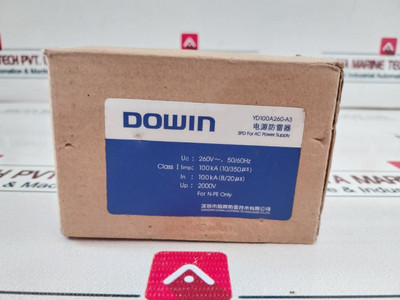 DOWIN
YD100A260-A3
电源防雷器
SPD For AC Power Supply
Uc : 260V~, 50/60Hz
Class I Iimp: 100kA (10/350μs)
In : 100kA (8/20μs)
Up : 2000V
For N-PE Only